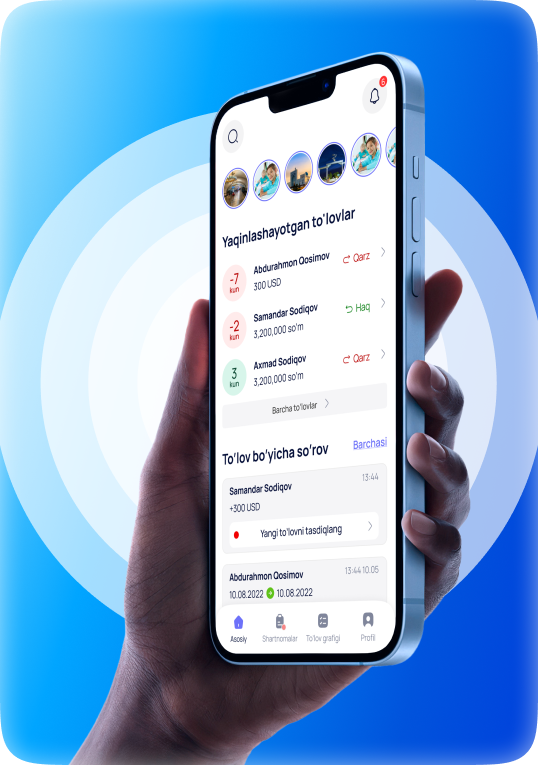 6
Yaqinlashayotgan to'lovlar
-7 kun
Abdurahmon Qosimov
300 USD
Qarz
-2 kun
Samandar Sodiqov
3,200,000 so'm
Haq
3 kun
Axmad Sodiqov
3,200,000 so'm
Qarz
Barcha to'lovlar
To'lov bo'yicha so'rov
Barchasi
Samandar Sodiqov
13:44
+300 USD
Yangi to'lovni tasdiqlang
Abdurahmon Qosimov
13:44 10.05
10.08.2022 10.08.2022
Asosiy
Shartnomalar
To'lov grafigi
Profil